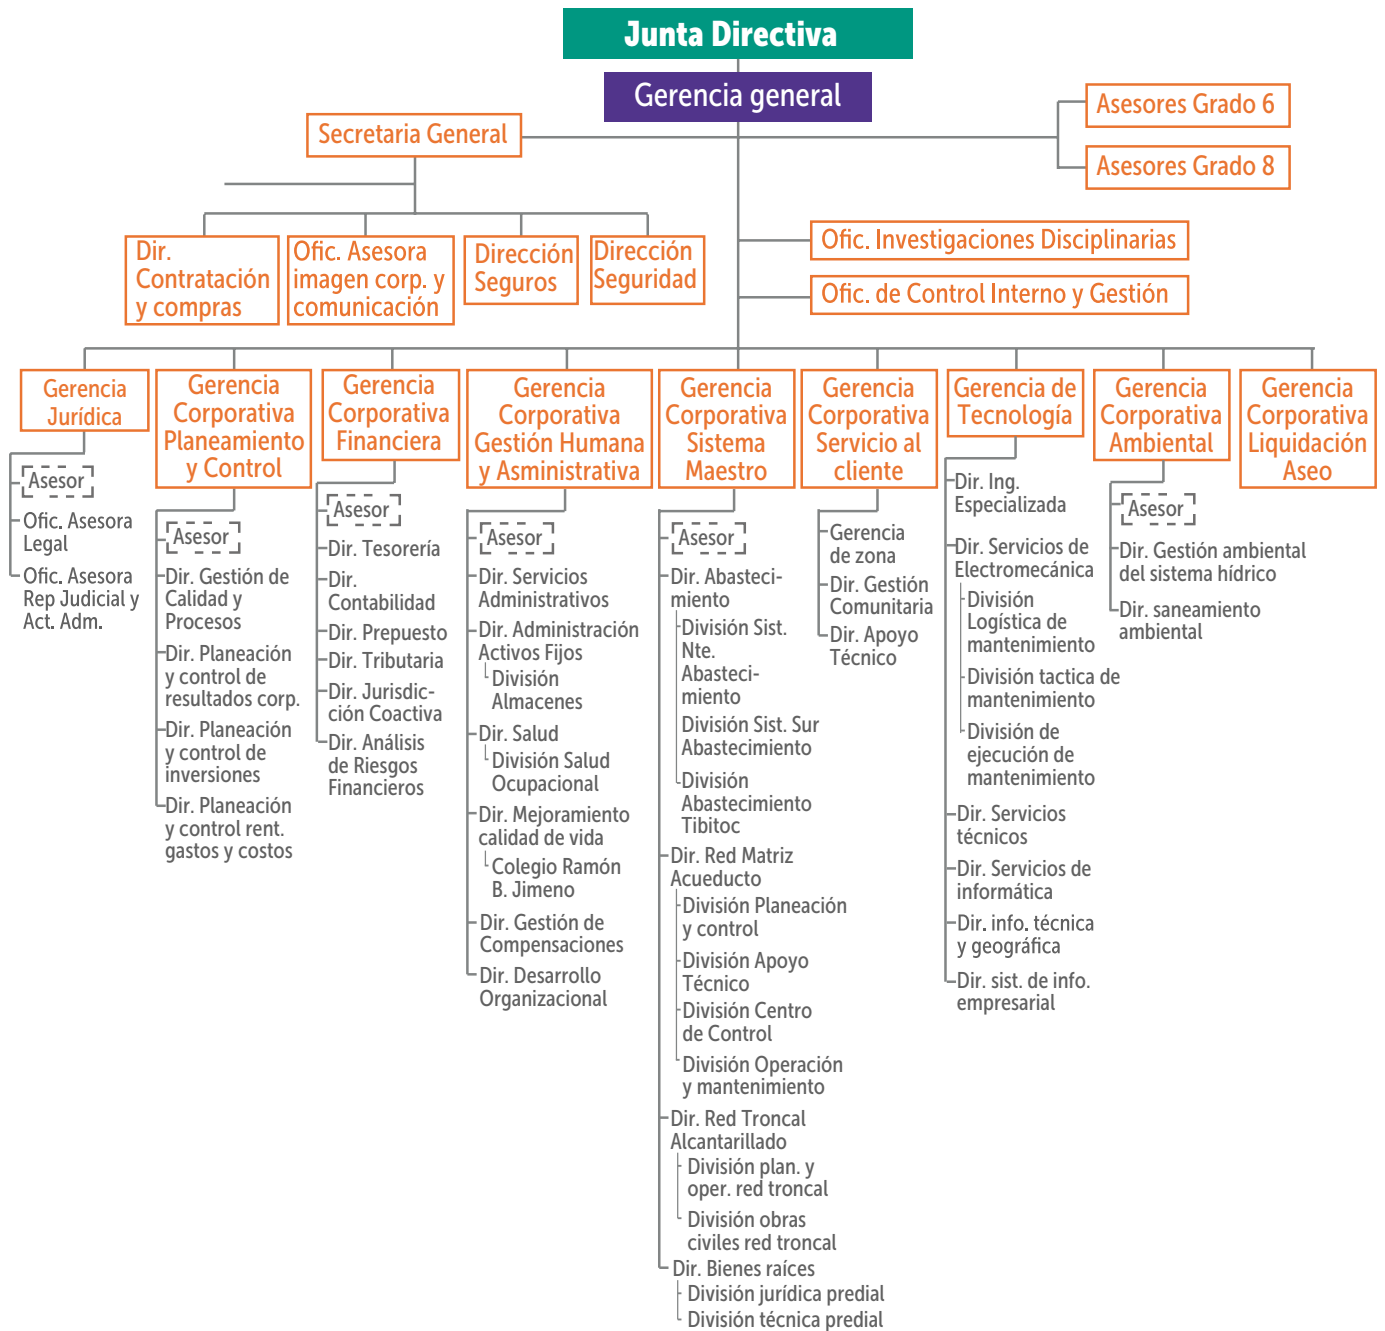 Junta Directiva
Gerencia general
Asesores Grado 6
Secretaria General
Asesores Grado 8
Dir.
Contratación
y compras
Ofic. Asesora
imagen corp. y
comunicación
Dirección
Seguros
Dirección
Seguridad
Ofic. Investigaciones Disciplinarias
Ofic. de Control Interno y Gestión
Gerencia
Jurídica
Asesor
Ofic. Asesora
Legal
Ofic. Asesora
Rep Judicial y
Act. Adm.
Gerencia
Corporativa
Planeamiento
y Control
Asesor
Dir. Gestión de
Calidad y
Procesos
Dir. Planeación
y control de
resultados corp.
Dir. Planeación
y control de
inversiones
Dir. Planeación
y control rent.
gastos y costos
Gerencia
Corporativa
Financiera
Asesor
Dir. Tesorería
Dir.
Contabilidad
Dir. Prepuesto
Dir. Tributaria
Dir. Jurisdic-
ción Coactiva
Dir. Análisis
de Riesgos
Financieros
Gerencia
Corporativa
Gestión Humana
y Asministrativa
Asesor
Dir. Servicios
Administrativos
Dir. Administración
Activos Fijos
División
Almacenes
Dir. Salud
División Salud
Ocupacional
Dir. Mejoramiento
calidad de vida
Colegio Ramón
B. Jimeno
Dir. Gestión de
Compensaciones
Dir. Desarrollo
Organizacional
Gerencia
Corporativa
Sistema
Maestro
Asesor
Dir. Abasteci-
miento
División Sist.
Nte.
Abasteci-
miento
División Sist. Sur
Abastecimiento
División
Abastecimiento
Tibitoc
Dir. Red Matriz
Acueducto
División Planeación
y control
División Apoyo
Técnico
División Centro
de Control
División Operación
y mantenimiento
Dir. Red Troncal
Alcantarillado
División plan. y
oper. red troncal
División obras
civiles red troncal
Dir. Bienes raíces
División jurídica predial
División técnica predial
Gerencia
Corporativa
Servicio al
cliente
Gerencia
de zona
Dir. Gestión
Comunitaria
Dir. Apoyo
Técnico
Gerencia de
Tecnología
Dir. Ing.
Especializada
Dir. Servicios de
Electromecánica
División
Logística de
mantenimiento
División tactica de
mantenimiento
División de
ejecución de
mantenimiento
Dir. Servicios
técnicos
Dir. Servicios de
informática
Dir. info. técnica
y geográfica
Dir. sist. de info.
empresarial
Gerencia
Corporativa
Ambiental
Asesor
Dir. Gestión ambiental
del sistema hídrico
Dir. saneamiento
ambiental
Gerencia
Corporativa
Liquidación
Aseo